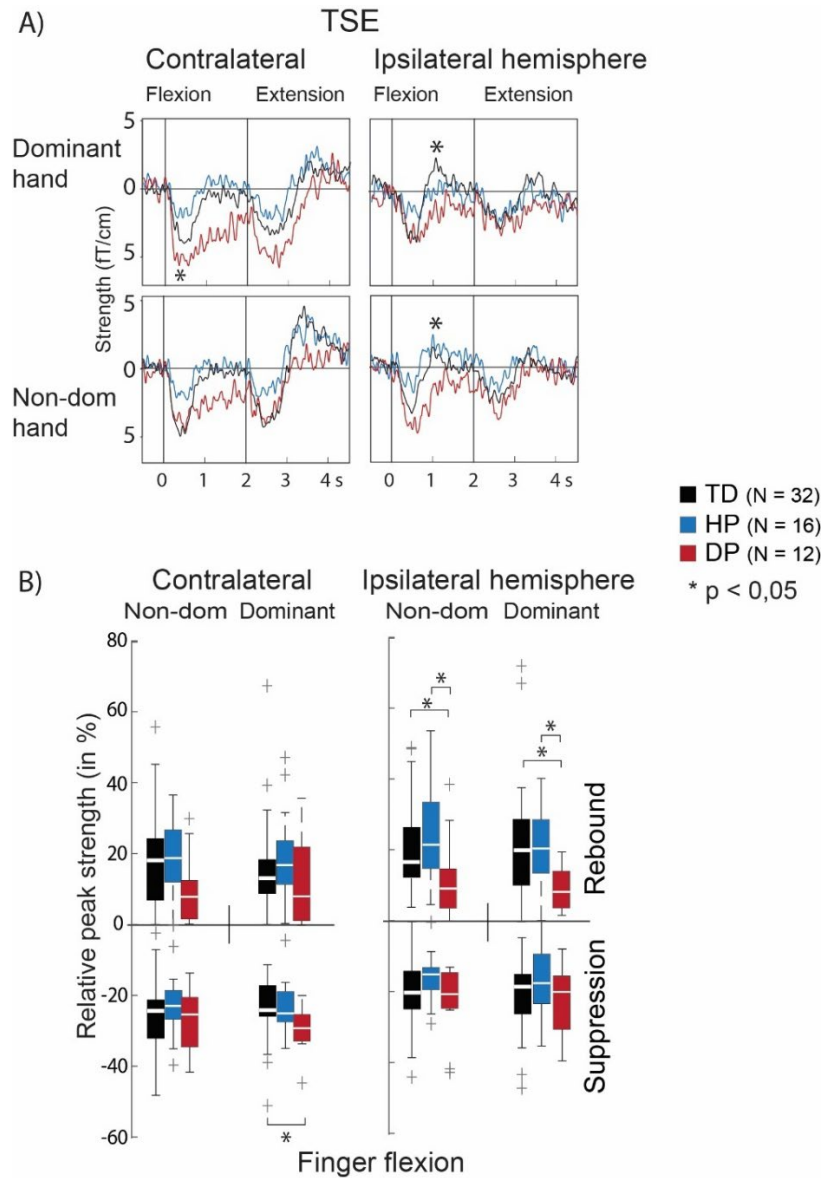 A)
TSE
Contralateral Ipsilateral hemisphere
Flexion Extension Flexion Extension
Dominant hand
Non-dom hand
Strength (fT/cm)
5
0
5
*
*
5
0
5
*
0 1 2 3 4 s 0 1 2 3 4 s
TD (N = 32)
HP (N = 16)
DP (N = 12)
* p < 0,05
B)
Contralateral Ipsilateral hemisphere
Non-dom Dominant Non-dom Dominant
Relative peak strength (in %)
80
60
40
20
0
-20
-40
-60
* * * *
*
Rebound
Suppression
Finger flexion